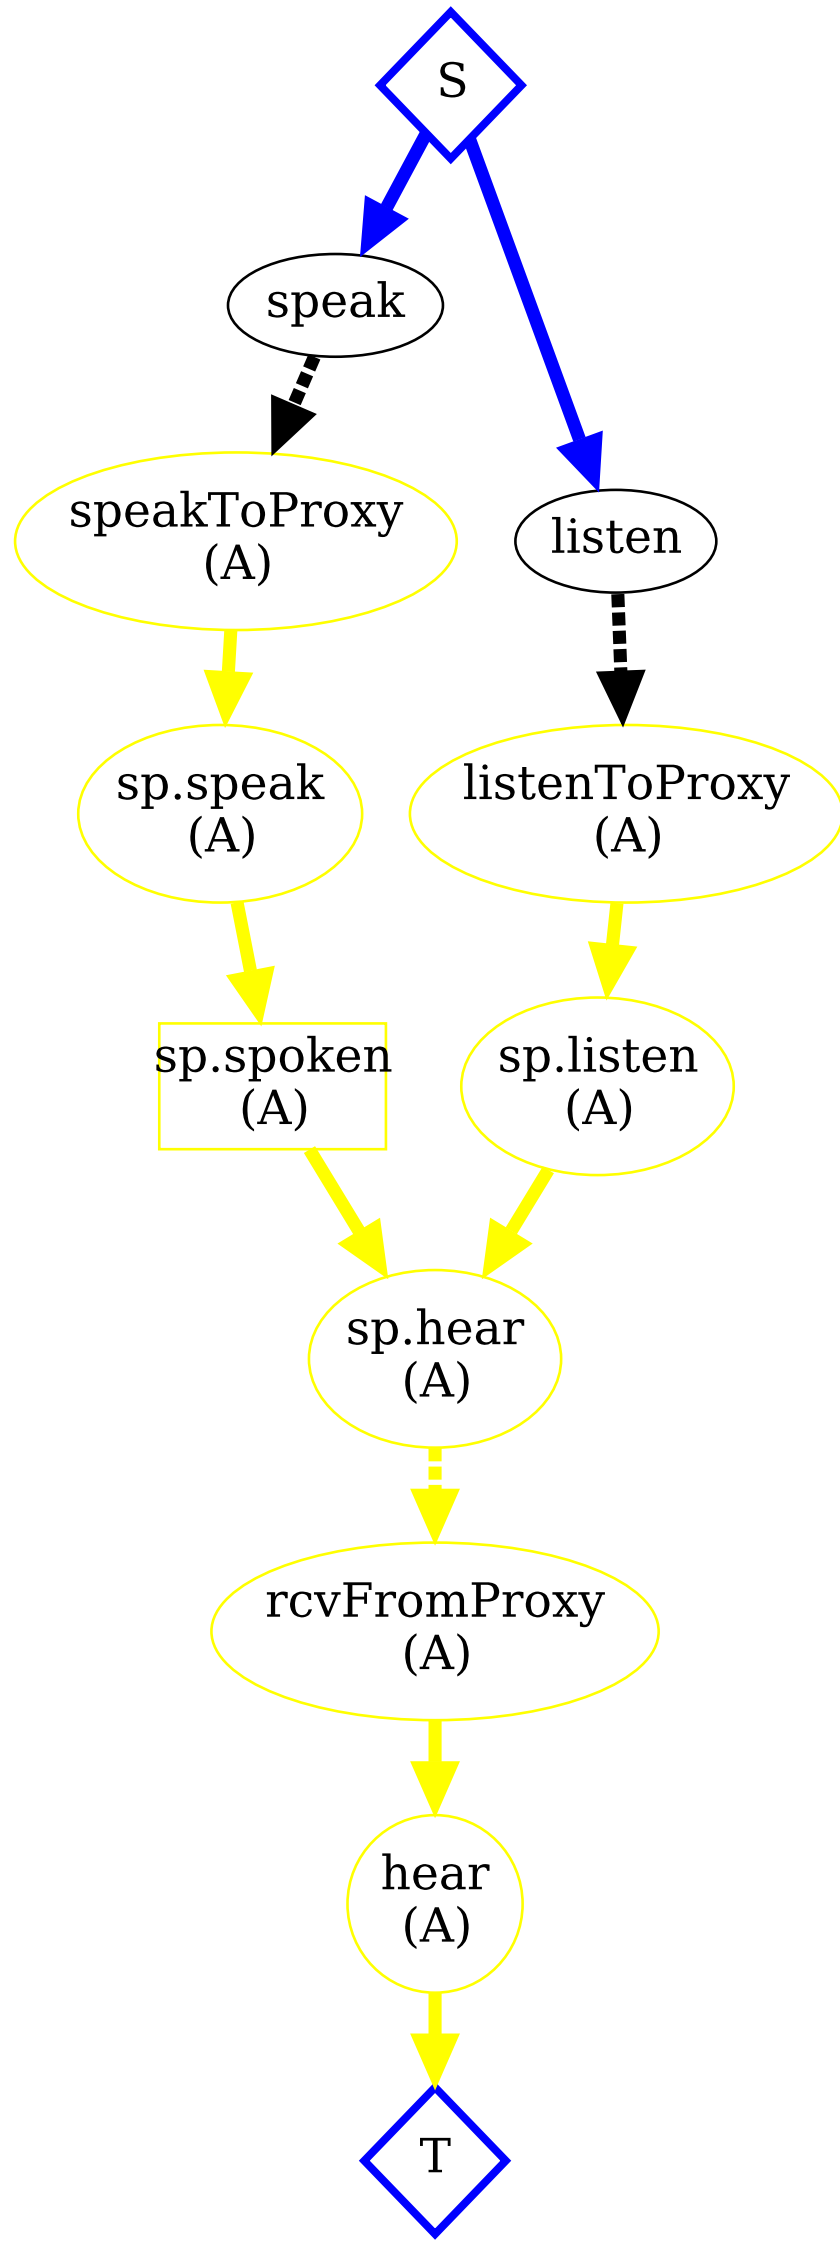 S
speak
speakToProxy
(A)
listen
sp.speak
(A)
listenToProxy
(A)
sp.spoken
(A)
sp.listen
(A)
sp.hear
(A)
rcvFromProxy
(A)
hear
(A)
T